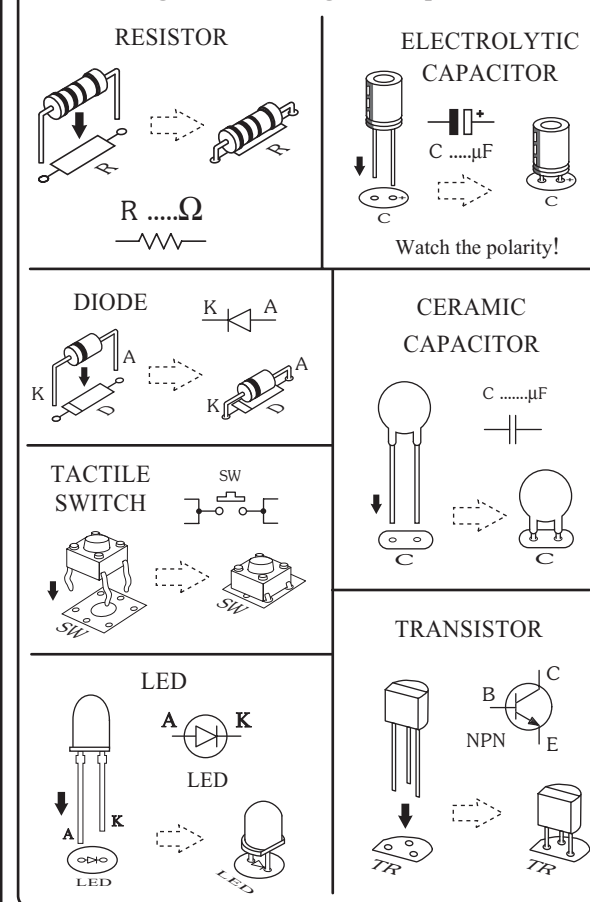 RESISTOR
R
R
R .....Ω
ELECTROLYTIC
CAPACITOR
+
C .....µF
+
C
+
C
Watch the polarity!
DIODE
K A
A
K
D
A
K
D
CERAMIC
CAPACITOR
C .......µF
C
C
TACTILE
SWITCH
SW
SW
SW
LED
A K
LED
A
K
LED
LED
TRANSISTOR
C
B
NPN
E
TR
TR